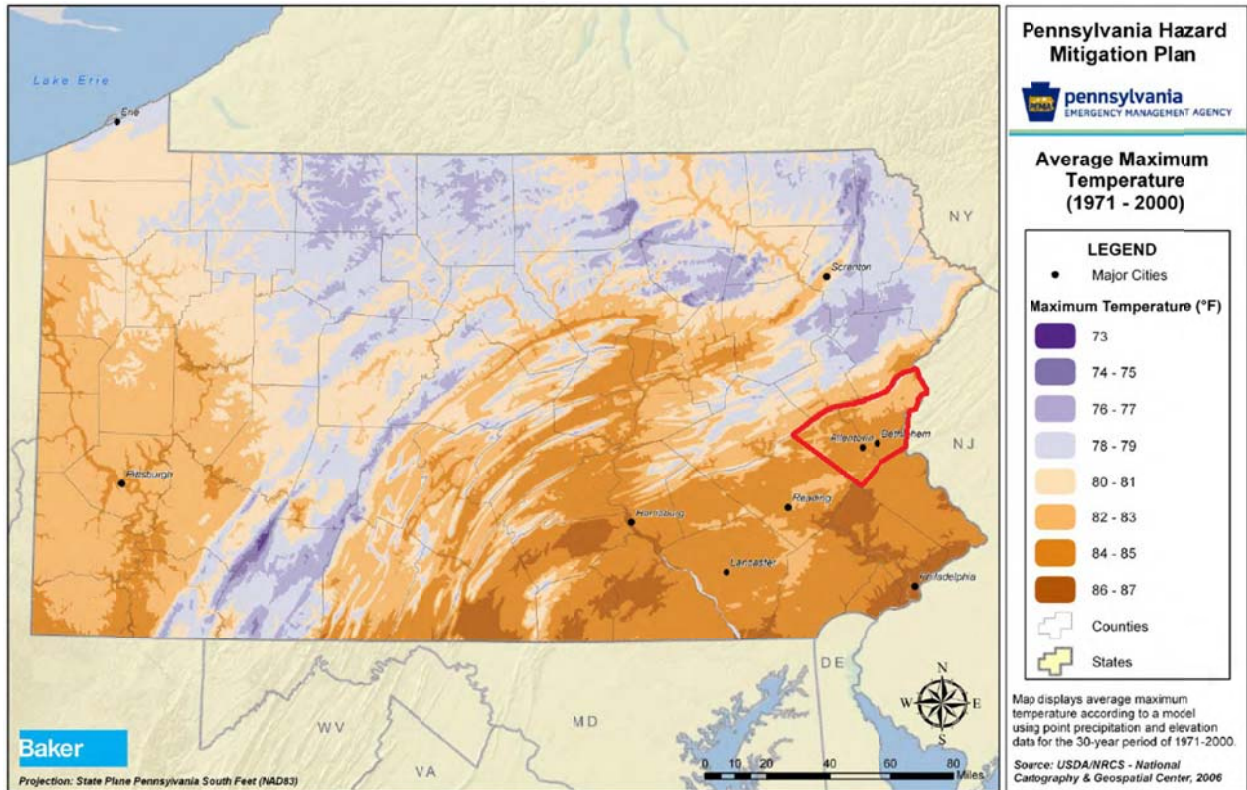 Lake Erie
Erie
NY
Scranton
Allentown
Bethlehem
NJ
Pittsburgh
Reading
Harrisburg
Lancaster
Philadelphia
DE
WV
MD
VA
N
W
E
S
Baker
Projection: State Plane Pennsylvania South Feet (NAD83)
0 10 20 40 60 80
Miles
Pennsylvania Hazard
Mitigation Plan
PEMA
pennsylvania
EMERGENCY MANAGEMENT AGENCY
Average Maximum
Temperature
(1971 - 2000)
LEGEND
Major Cities
Maximum Temperature (°F)
73
74 - 75
76 - 77
78 - 79
80 - 81
82 - 83
84 - 85
86 - 87
Counties
States
Map displays average maximum
temperature according to a model
using point precipitation and elevation
data for the 30-year period of 1971-2000.
Source: USDA/NRCS - National
Cartography & Geospatial Center, 2006